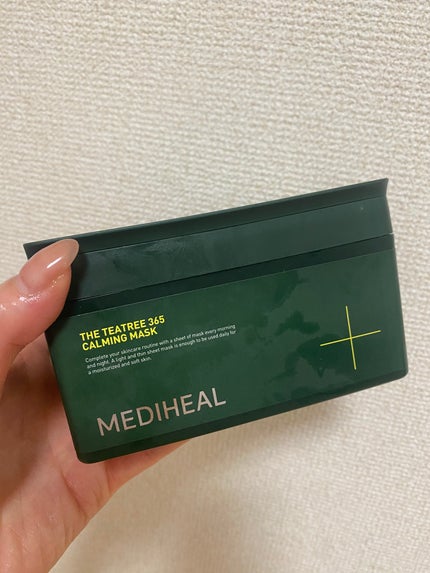 THE TEATREE 365
CALMING MASK
Complete your skincare routine with a sheet of mask every morning
and night. A light and thin sheet mask is enough to be used daily for
a moisturized and soft skin.
MEDIHEAL